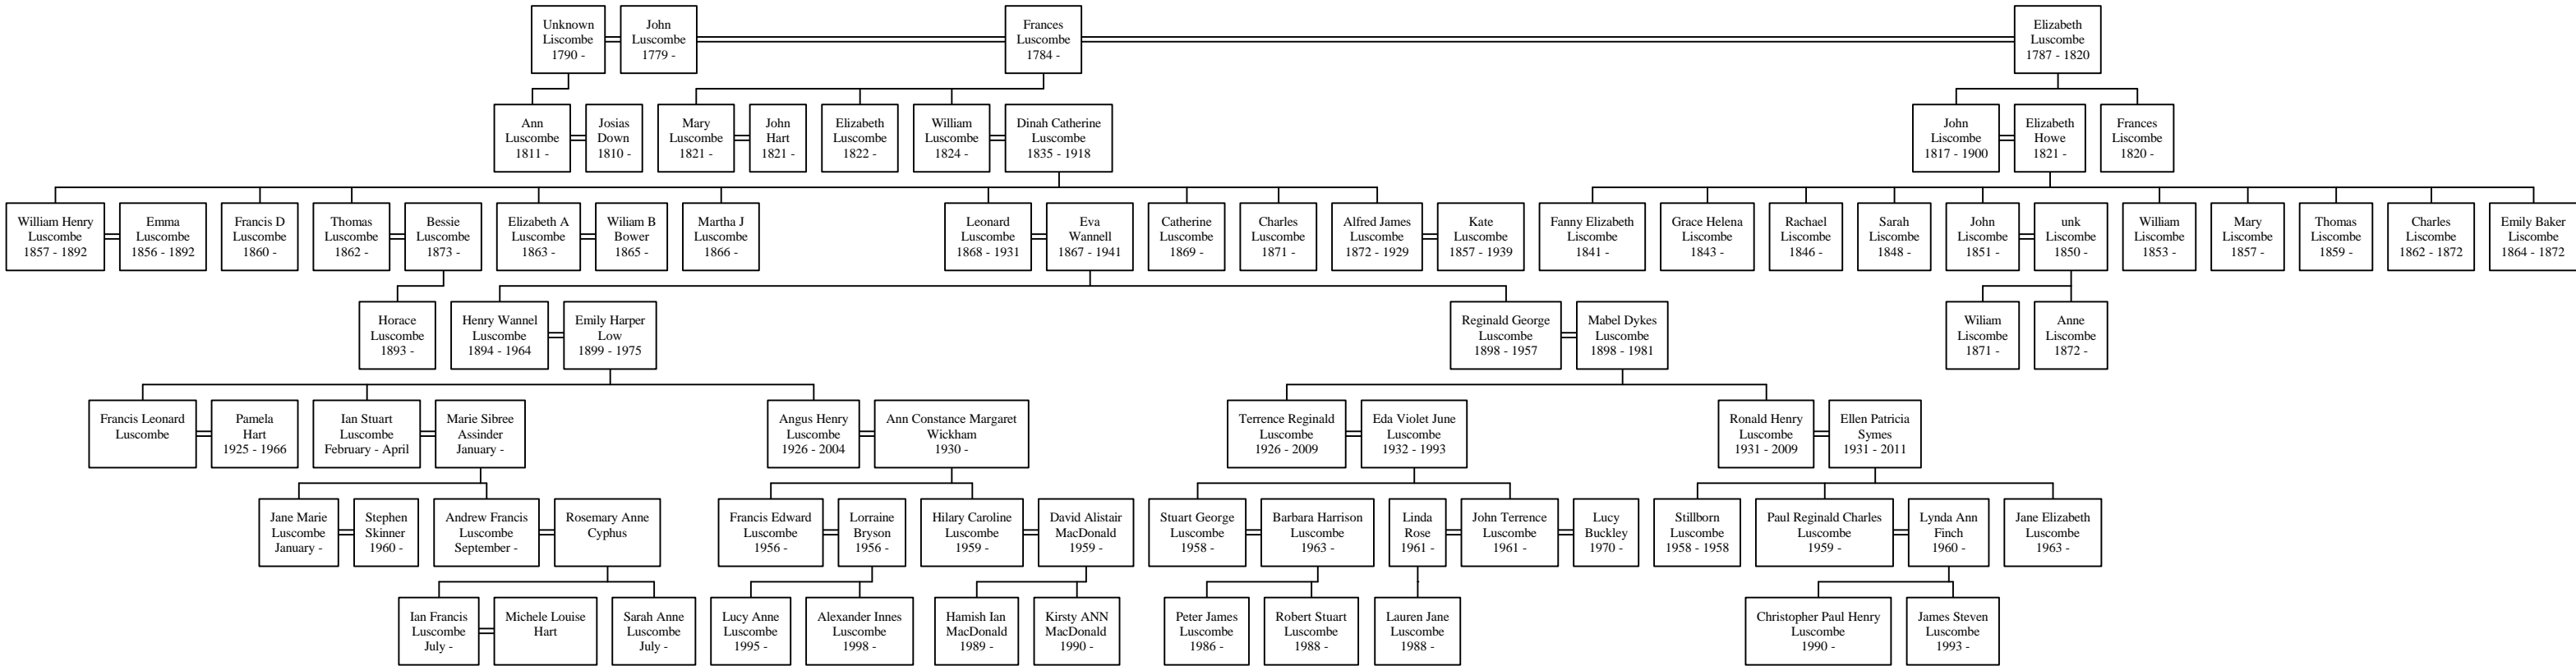 Unknown
Liscombe
1790 -
John
Luscombe
1779 -
Frances
Luscombe
1784 -
Elizabeth
Luscombe
1787 - 1820
Ann
Luscombe
1811 -
Josias
Down
1810 -
Mary
Luscombe
1821 -
John
Hart
1821 -
Elizabeth
Luscombe
1822 -
William
Luscombe
1824 -
Dinah Catherine
Luscombe
1835 - 1918
John
Liscombe
1817 - 1900
Elizabeth
Howe
1821 -
Frances
Liscombe
1820 -
William Henry
Luscombe
1857 - 1892
Emma
Luscombe
1856 - 1892
Francis D
Luscombe
1860 -
Thomas
Luscombe
1862 -
Bessie
Luscombe
1873 -
Elizabeth A
Luscombe
1863 -
Wiliam B
Bower
1865 -
Martha J
Luscombe
1866 -
Leonard
Luscombe
1868 - 1931
Eva
Wannell
1867 - 1941
Catherine
Luscombe
1869 -
Charles
Luscombe
1871 -
Alfred James
Luscombe
1872 - 1929
Kate
Luscombe
1857 - 1939
Fanny Elizabeth
Liscombe
1841 -
Grace Helena
Liscombe
1843 -
Rachael
Liscombe
1846 -
Sarah
Liscombe
1848 -
John
Liscombe
1851 -
unk
Liscombe
1850 -
William
Liscombe
1853 -
Mary
Liscombe
1857 -
Thomas
Liscombe
1859 -
Charles
Liscombe
1862 - 1872
Emily Baker
Liscombe
1864 - 1872
Horace
Luscombe
1893 -
Henry Wannel
Luscombe
1894 - 1964
Emily Harper
Low
1899 - 1975
Reginald George
Luscombe
1898 - 1957
Mabel Dykes
Luscombe
1898 - 1981
Wiliam
Liscombe
1871 -
Anne
Liscombe
1872 -
Francis Leonard
Luscombe
Pamela
Hart
1925 - 1966
Ian Stuart
Luscombe
February - April
Marie Sibree
Assinder
January -
Angus Henry
Luscombe
1926 - 2004
Ann Constance Margaret
Wickham
1930 -
Terrence Reginald
Luscombe
1926 - 2009
Eda Violet June
Luscombe
1932 - 1993
Ronald Henry
Luscombe
1931 - 2009
Ellen Patricia
Symes
1931 - 2011
Jane Marie
Luscombe
January -
Stephen
Skinner
1960 -
Andrew Francis
Luscombe
September -
Rosemary Anne
Cyphus
Francis Edward
Luscombe
1956 -
Lorraine
Bryson
1956 -
Hilary Caroline
Luscombe
1959 -
David Alistair
MacDonald
1959 -
Stuart George
Luscombe
1958 -
Barbara Harrison
Luscombe
1963 -
Linda
Rose
1961 -
John Terrence
Luscombe
1961 -
Lucy
Buckley
1970 -
Stillborn
Luscombe
1958 - 1958
Paul Reginald Charles
Luscombe
1959 -
Lynda Ann
Finch
1960 -
Jane Elizabeth
Luscombe
1963 -
Ian Francis
Luscombe
July -
Michele Louise
Hart
Sarah Anne
Luscombe
July -
Lucy Anne
Luscombe
1995 -
Alexander Innes
Luscombe
1998 -
Hamish Ian
MacDonald
1989 -
Kirsty ANN
MacDonald
1990 -
Peter James
Luscombe
1986 -
Robert Stuart
Luscombe
1988 -
Lauren Jane
Luscombe
1988 -
Christopher Paul Henry
Luscombe
1990 -
James Steven
Luscombe
1993 -